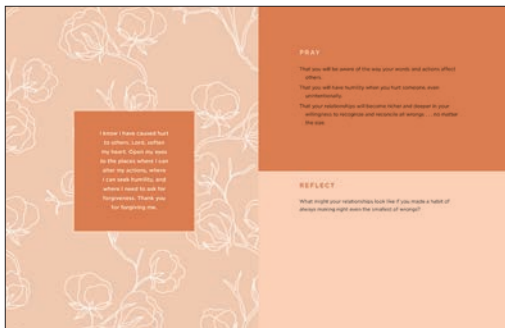 I know I have caused hurt
to others. Lord, soften
my heart. Open my eyes
to the places where I can
alter my actions, where
I can seek humility, and
where I need to ask for
forgiveness. Thank you
for forgiving me.
PRAY
That you will be aware of the way your words and actions affect
others.
That you will have humility when you hurt someone, even
unintentionally.
That your relationships will become richer and deeper in your
willingness to recognize and reconcile all wrongs . . . no matter
the size.
REFLECT
What might your relationships look like if you made a habit of
always making right even the smallest of wrongs?